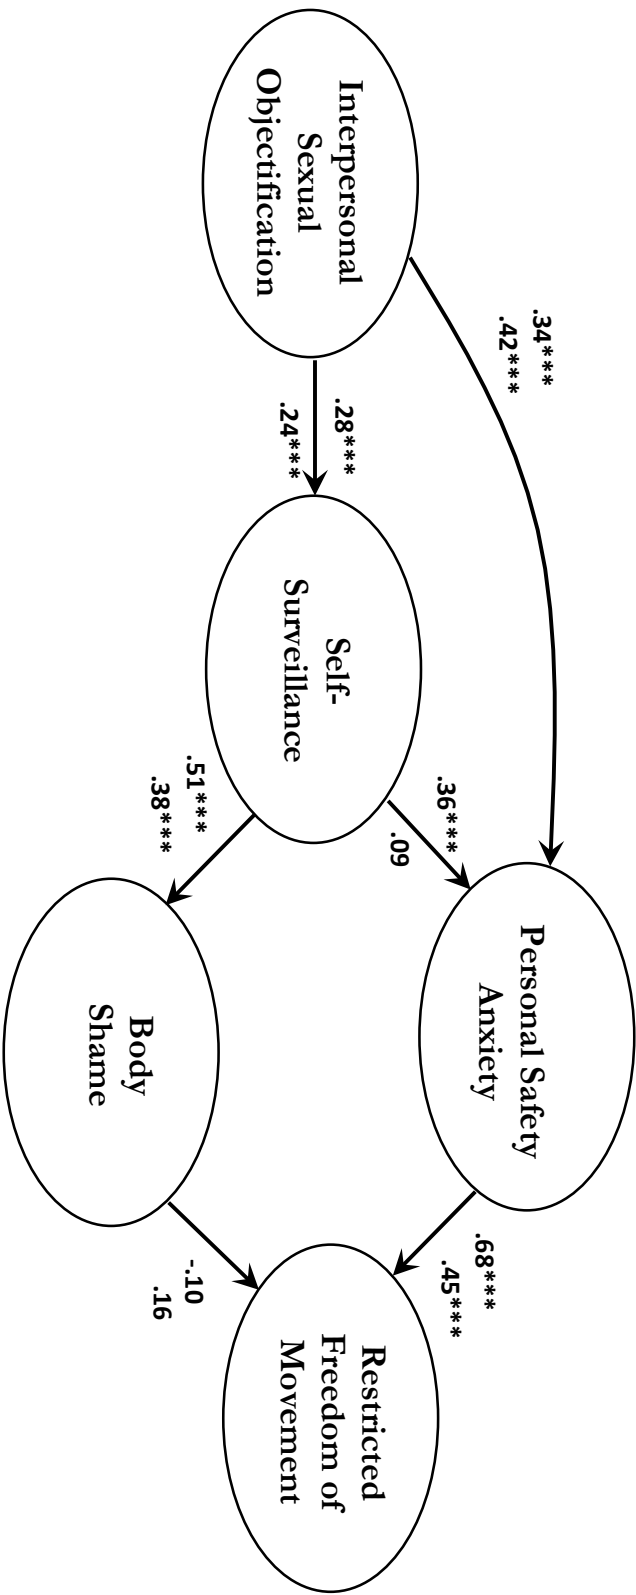 .34***
.42***
Personal Safety
Anxiety
.68***
.45***
.36***
.09
Interpersonal
Sexual
Objectification
.28***
.24***
Self-
Surveillance
Restricted
Freedom of
Movement
.51***
.38***
-.10
.16
Body
Shame